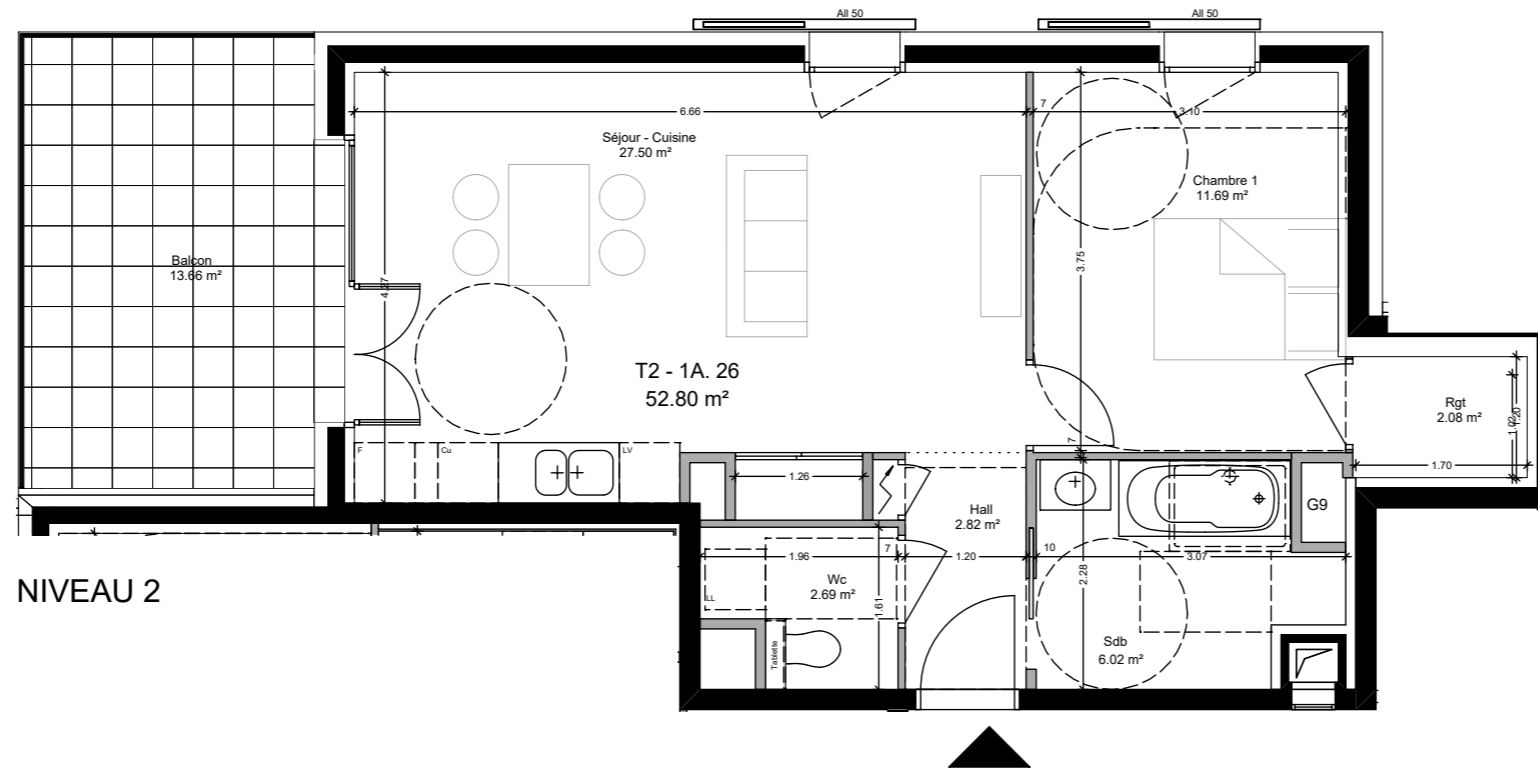 All 50
All 50
6.66
7
3.10
Séjour - Cuisine
27.50 m²
Chambre 1
11.69 m²
Balcon
13.66 m²
4.27
3.75
T2 - 1A. 26
52.80 m²
Rgt
2.08 m²
1.02
1.20
1.70
F
Cu
LV
7
1.26
Hall
2.82 m²
G9
1.96
7
1.20
10
3.07
2.28
Wc
2.69 m²
LL
1.61
Tablette
Sdb
6.02 m²
NIVEAU 2